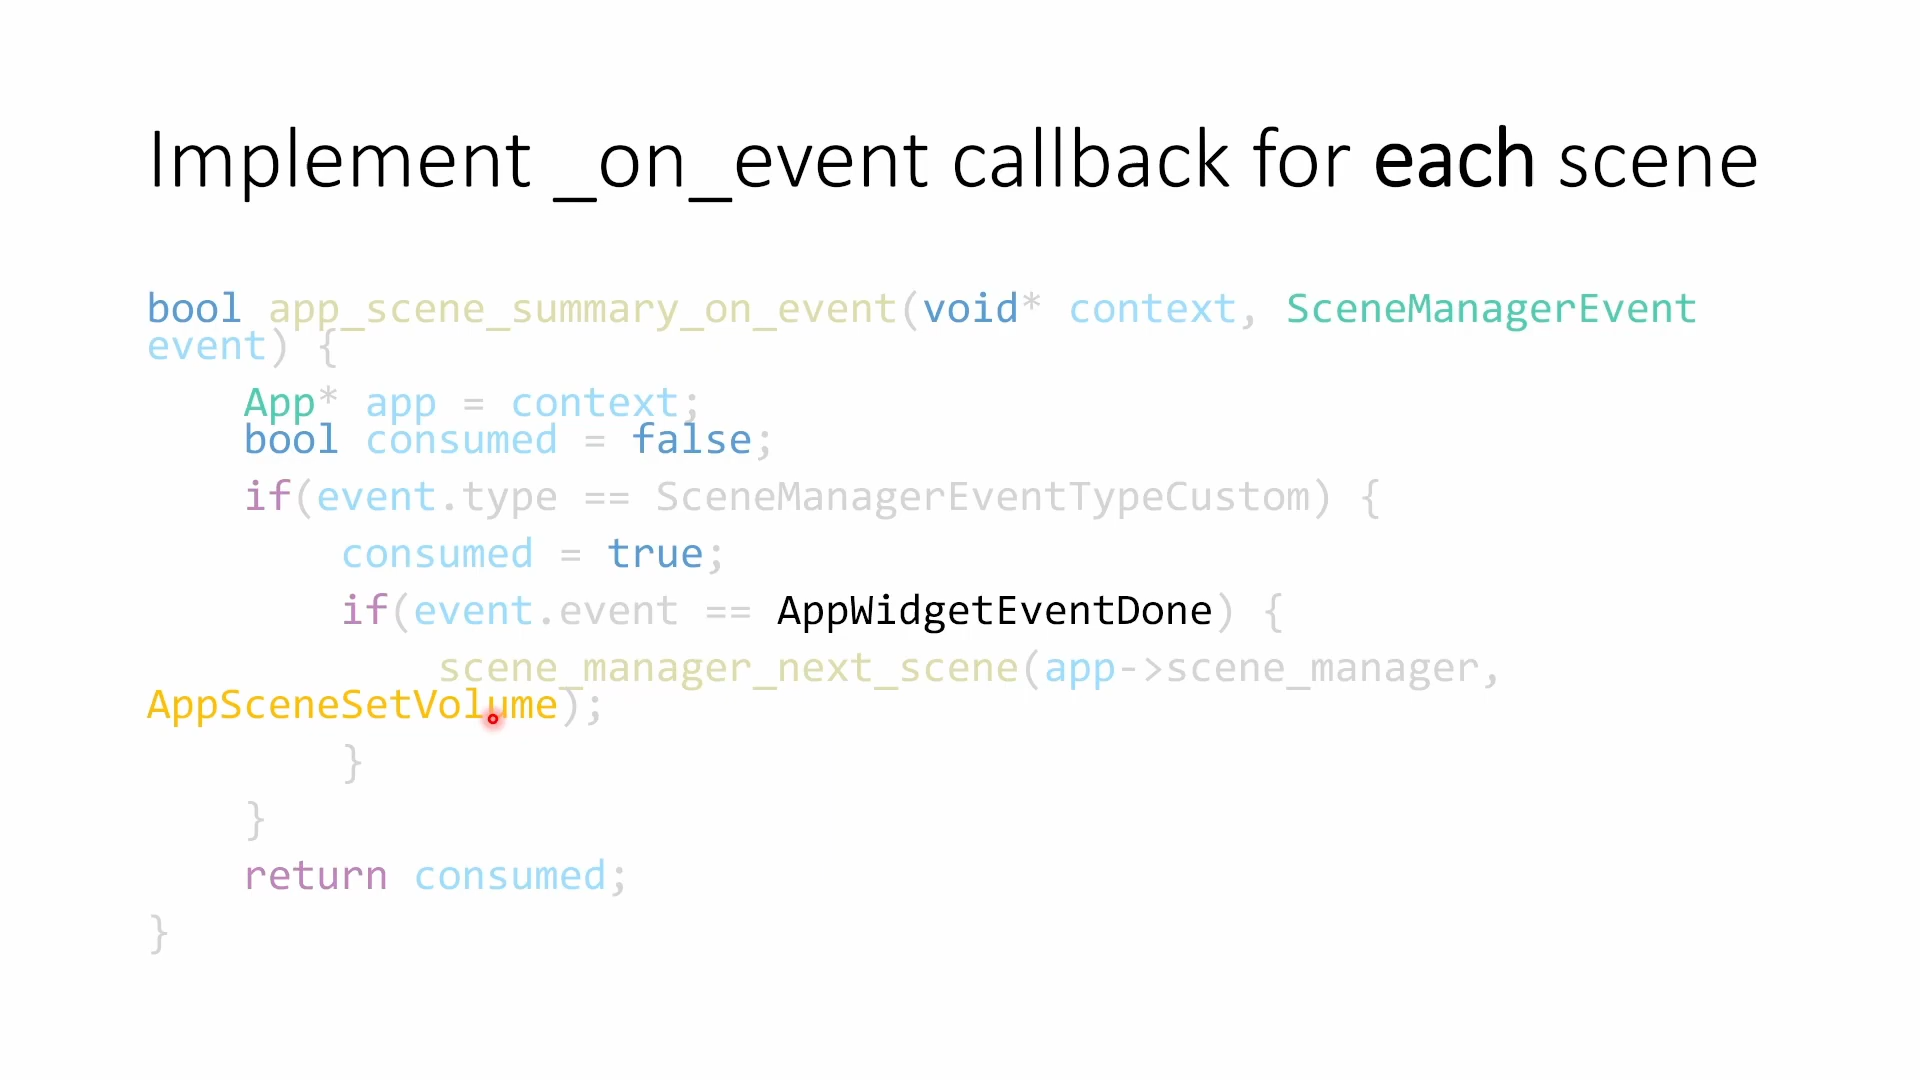 Implement _on_event callback for each scene
bool app_scene_summary_on_event(void* context, SceneManagerEvent
event) {
App* app = context;
bool consumed = false;
if(event.type == SceneManagerEventTypeCustom) {
consumed = true;
if(event.event == AppWidgetEventDone) {
scene_manager_next_scene(app->scene_manager,
AppSceneSetVolume);
}
}
return consumed;
}